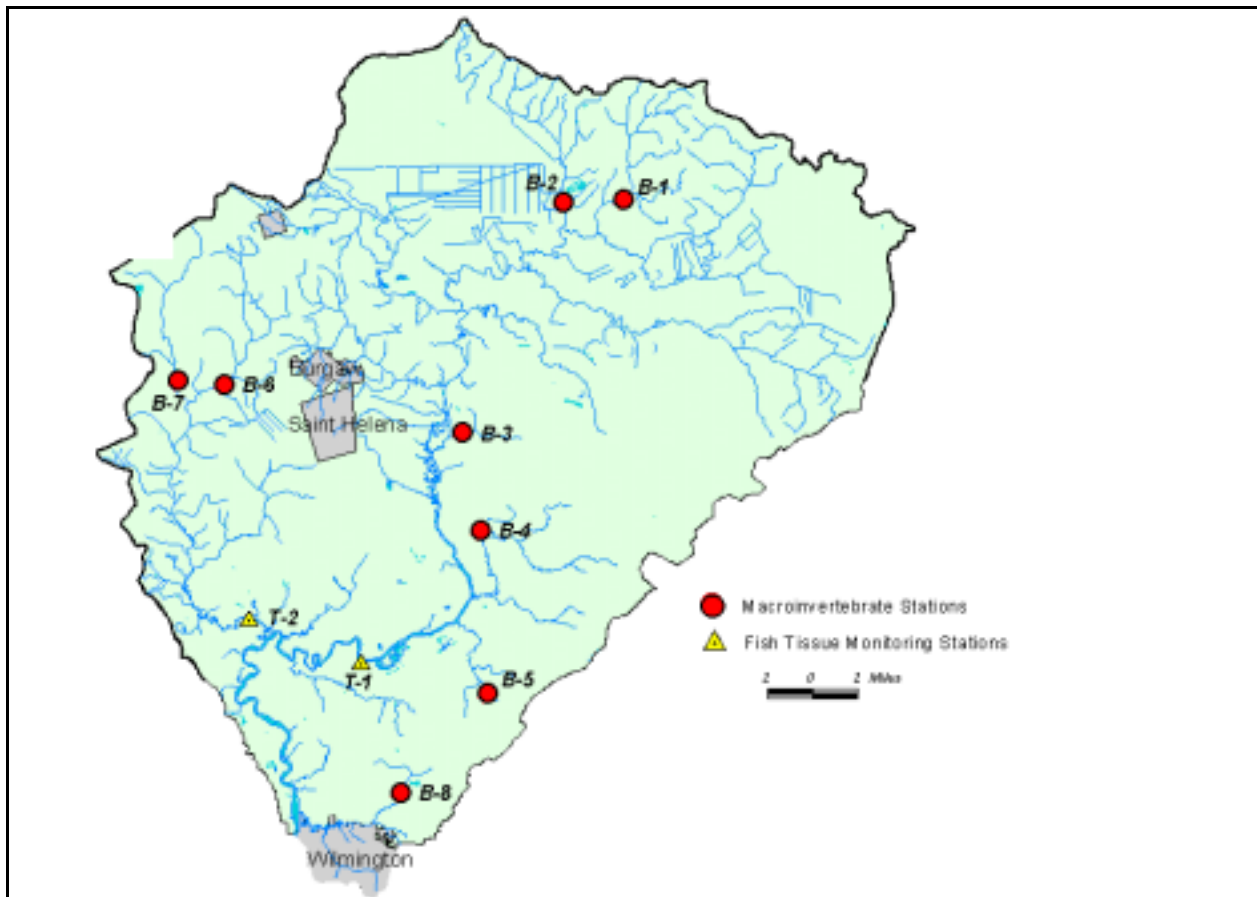 B-2
B-1
Burgaw
B-7
B-6
Saint Helena
B-3
B-4
Macroinvertebrate Stations
T-2
Fish Tissue Monitoring Stations
T-1
2 0 2 Miles
B-5
B-8
Wilmington